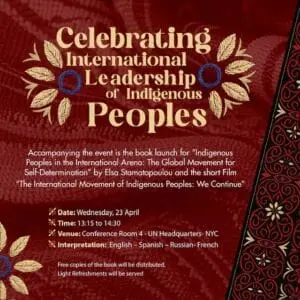 Celebrating
International
Leadership
of Indigenous
Peoples
Accompanying the event is the book launch for "Indigenous
Peoples in the International Arena: The Global Movement for
Self-Determination" by Elsa Stamatopoulou and the short Film
"The International Movement of Indigenous Peoples: We Continue"
Date: Wednesday, 23 April
Time: 13:15 to 14:30
Venue: Conference Room 4 - UN Headquarters- NYC
Interpretation: English – Spanish – Russian- French
Free copies of the book will be distributed.
Light Refreshments will be served